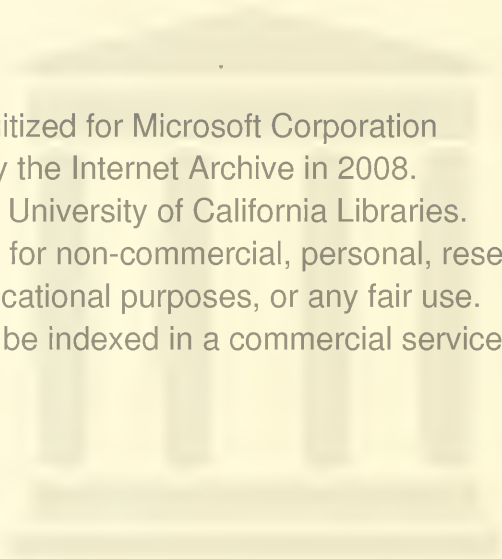 itized for Microsoft Corporation
y the Internet Archive in 2008.
University of California Libraries.
for non-commercial, personal, rese
cational purposes, or any fair use.
be indexed in a commercial service